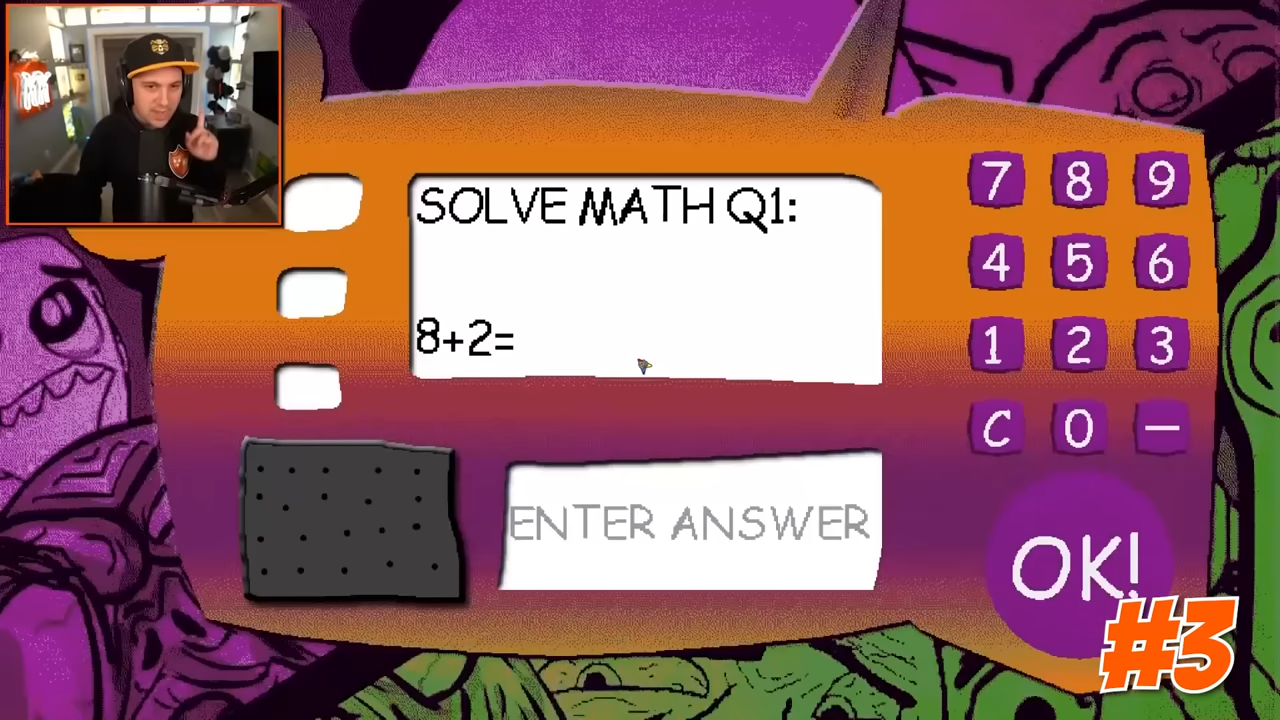 SOLVE MATH Q1:
8+2=
ENTER ANSWER
7 8 9
4 5 6
1 2 3
C 0 —
OK!
#3